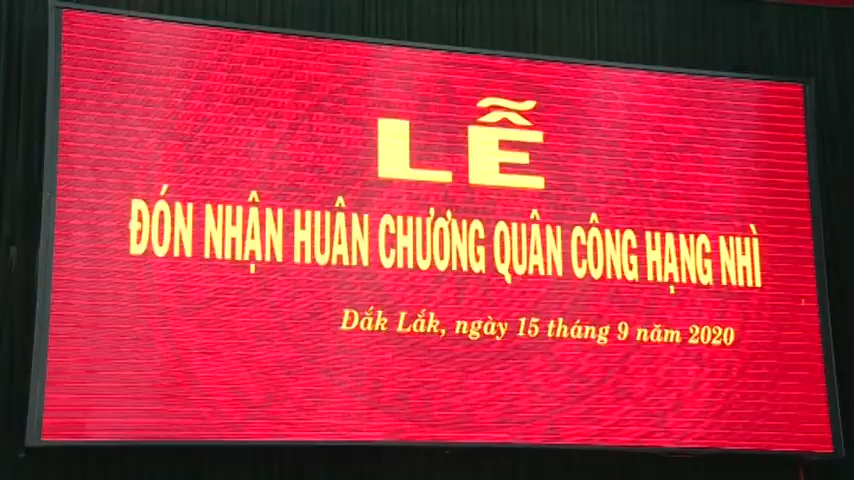 LỄ
ĐÓN NHẬN HUÂN CHƯƠNG QUÂN CÔNG HẠNG NHÌ
Đắk Lắk, ngày 15 tháng 9 năm 2020